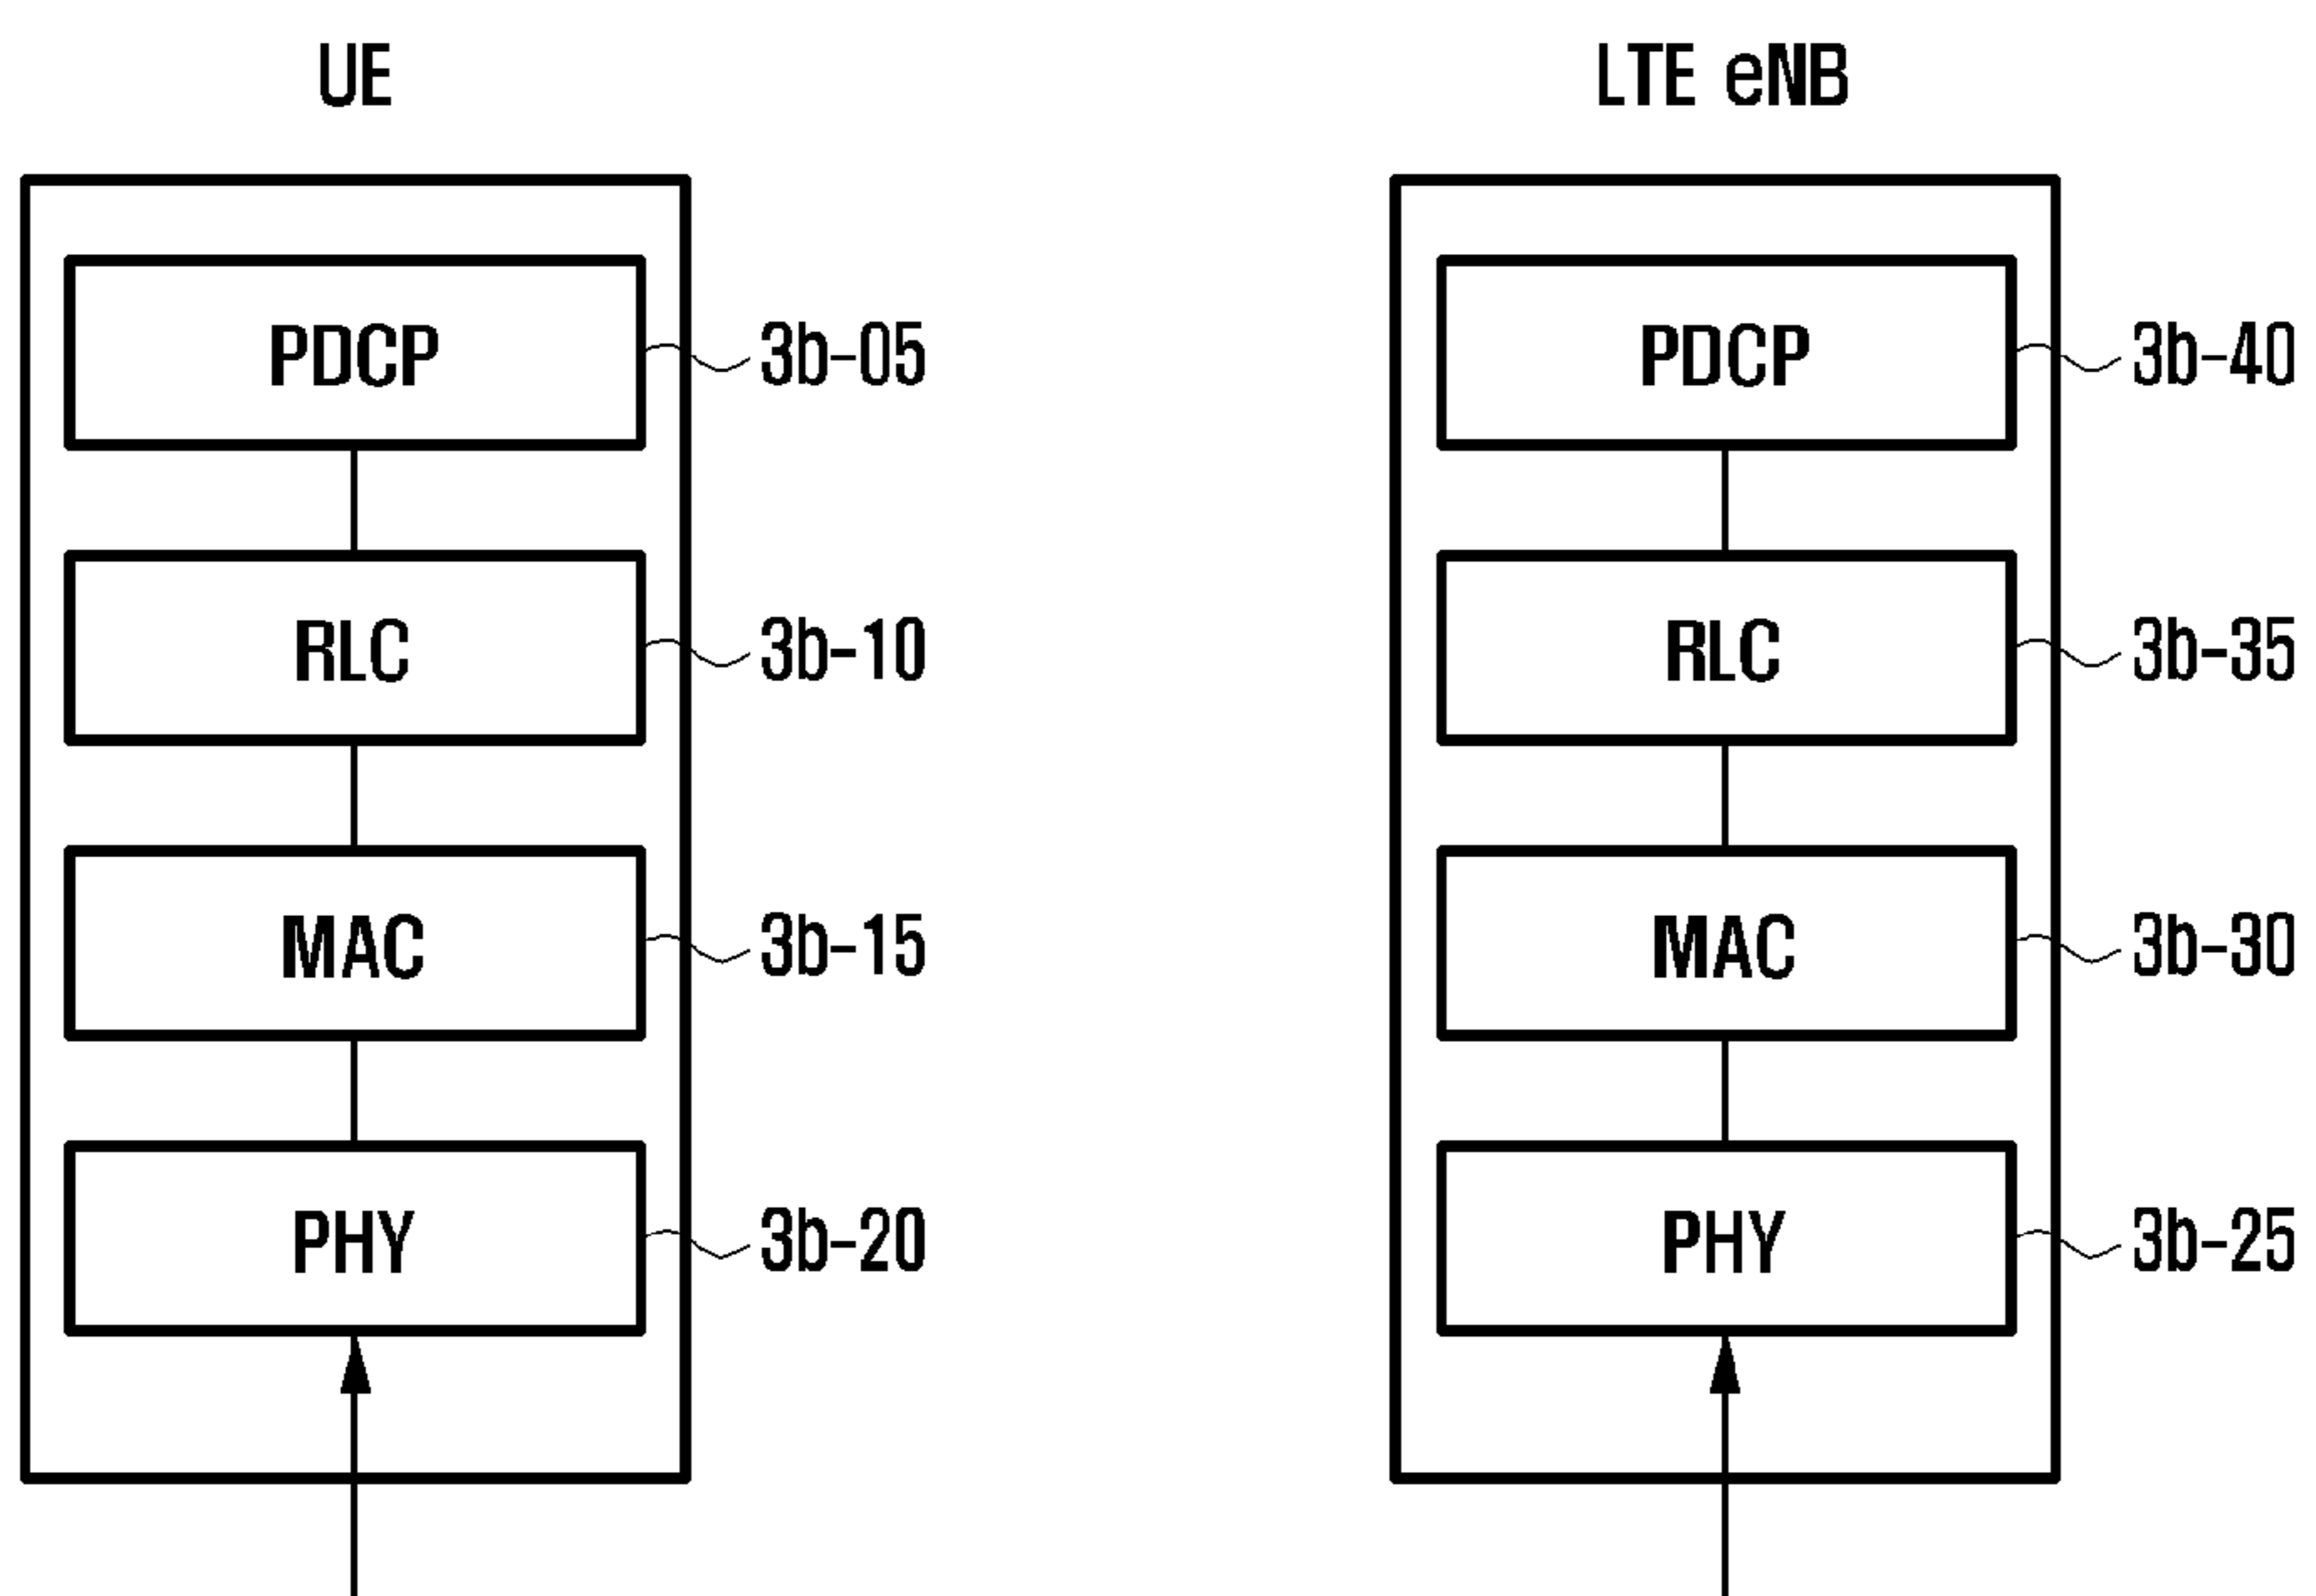 UE
LTE eNB
PDCP
3b-05
PDCP
3b-40
RLC
3b-10
RLC
3b-35
MAC
3b-15
MAC
3b-30
PHY
3b-20
PHY
3b-25